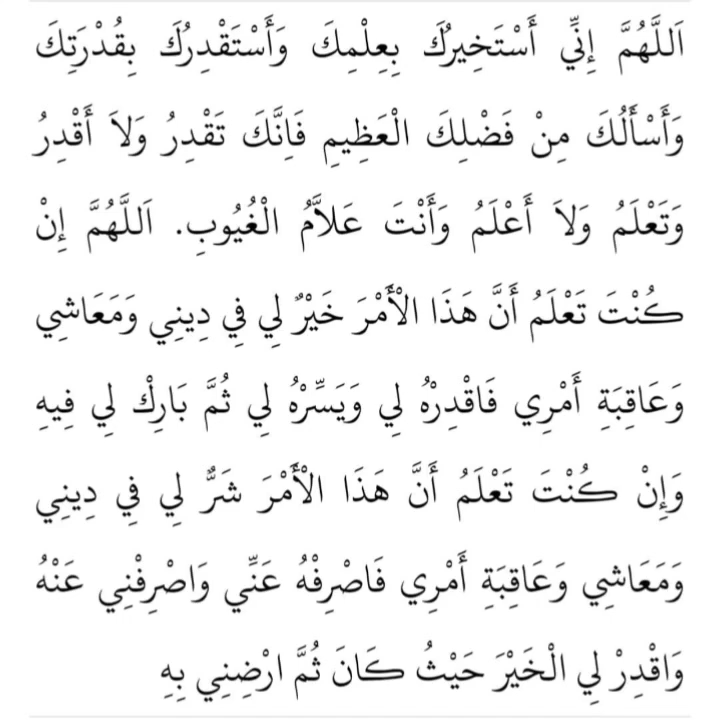 اَللَّهُمَّ إِنِّي أَسْتَخِيرُكَ بِعِلْمِكَ وَأَسْتَقْدِرُكَ بِقُدْرَتِكَ
وَأَسْأَلُكَ مِنْ فَضْلِكَ الْعَظِيمِ فَاِنَّكَ تَقْدِرُ وَلاَ أَقْدِرُ
وَتَعْلَمُ وَلاَ أَعْلَمُ وَأَنْتَ عَلاَّمُ الْغُيُوبِ. اَللَّهُمَّ إِنْ
كُنْتَ تَعْلَمُ أَنَّ هَذَا الْأَمْرَ خَيْرٌ لِي فِي دِينِي وَمَعَاشِي
وَعَاقِبَةِ أَمْرِي فَاقْدِرْهُ لِي وَيَسِّرْهُ لِي ثُمَّ بَارِكْ لِي فِيهِ
وَإِنْ كُنْتَ تَعْلَمُ أَنَّ هَذَا الْأَمْرَ شَرٌّ لِي فِي دِينِي
وَمَعَاشِي وَعَاقِبَةِ أَمْرِي فَاصْرِفْهُ عَنِّي وَاصْرِفْنِي عَنْهُ
وَاقْدِرْ لِي الْخَيْرَ حَيْثُ كَانَ ثُمَّ ارْضِنِي بِهِ